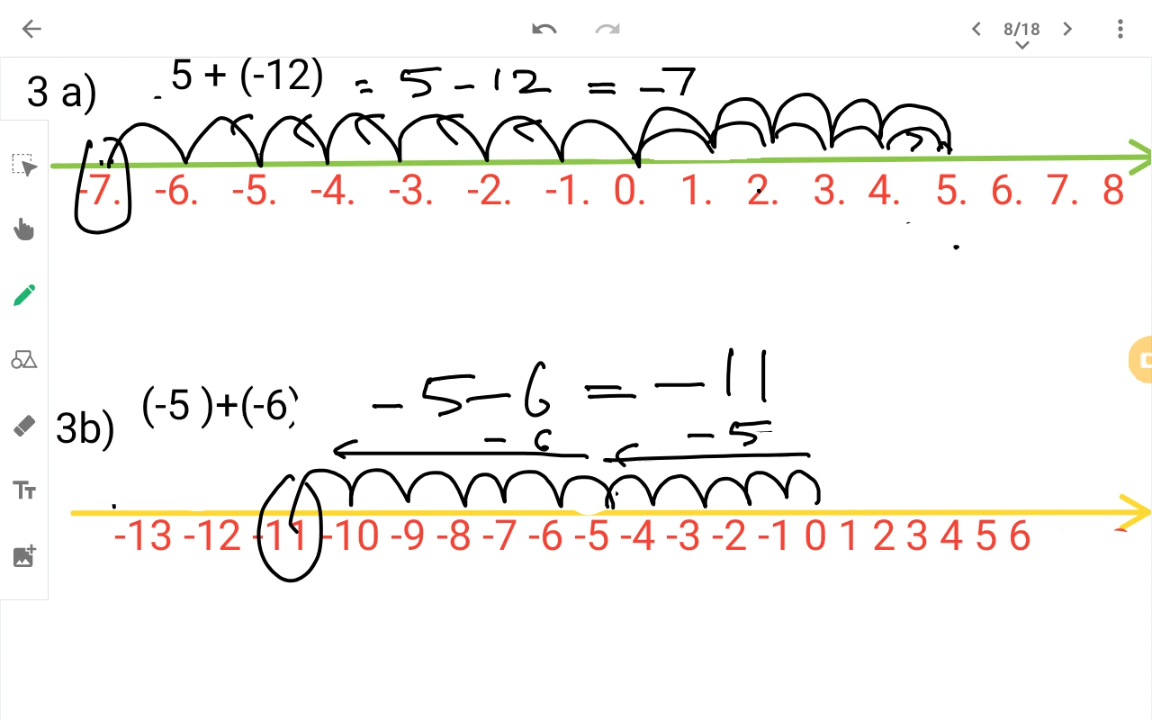 8/18
3 a) 5 + (-12) = 5 - 12 = -7
-7. -6. -5. -4. -3. -2. -1. 0. 1. 2. 3. 4. 5. 6. 7. 8
3b) (-5 )+(-6) - 5 - 6 = - 11
- 6 - 5
-13 -12 -11 -10 -9 -8 -7 -6 -5 -4 -3 -2 -1 0 1 2 3 4 5 6
Tт